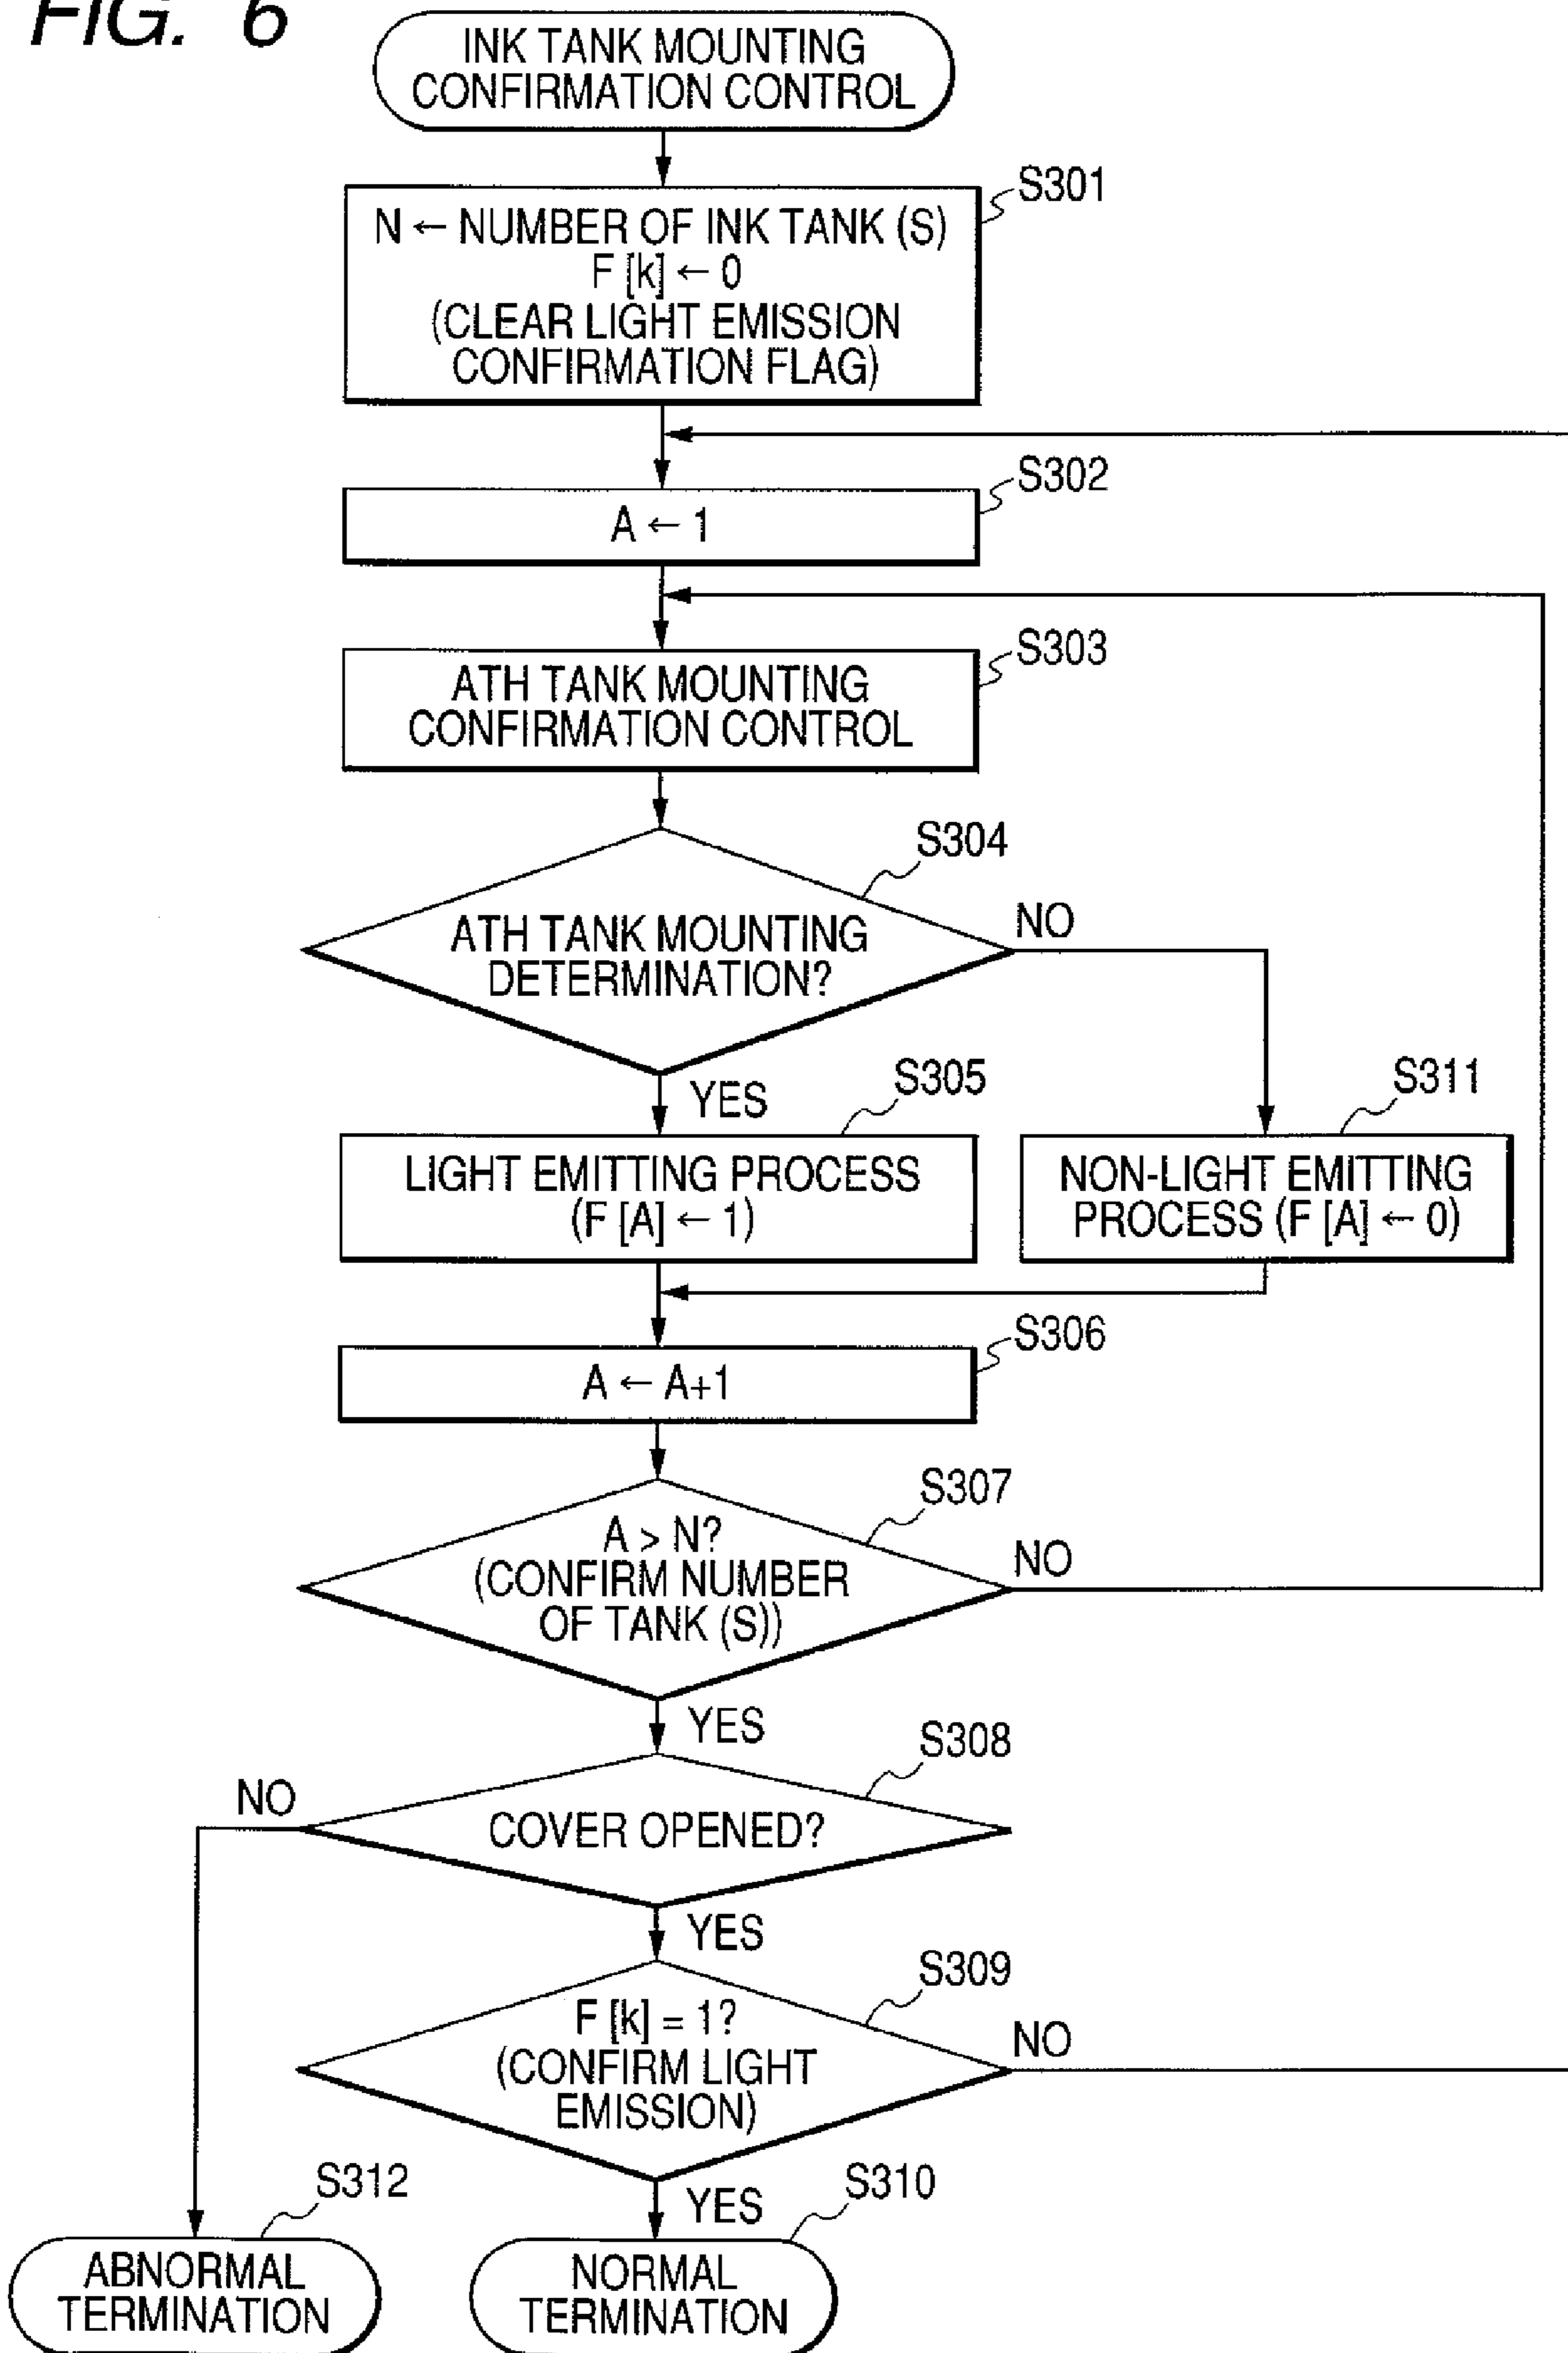 FIG. 6
INK TANK MOUNTING
CONFIRMATION CONTROL
S301
N ← NUMBER OF INK TANK (S)
F [k] ← 0
(CLEAR LIGHT EMISSION
CONFIRMATION FLAG)
S302
A ← 1
S303
ATH TANK MOUNTING
CONFIRMATION CONTROL
S304
ATH TANK MOUNTING
DETERMINATION?
NO
YES
S305
LIGHT EMITTING PROCESS
(F [A] ← 1)
S311
NON-LIGHT EMITTING
PROCESS (F [A] ← 0)
S306
A ← A+1
S307
A > N?
(CONFIRM NUMBER
OF TANK (S))
NO
YES
S308
COVER OPENED?
NO
YES
S309
F [k] = 1?
(CONFIRM LIGHT
EMISSION)
NO
YES
S312
ABNORMAL
TERMINATION
S310
NORMAL
TERMINATION